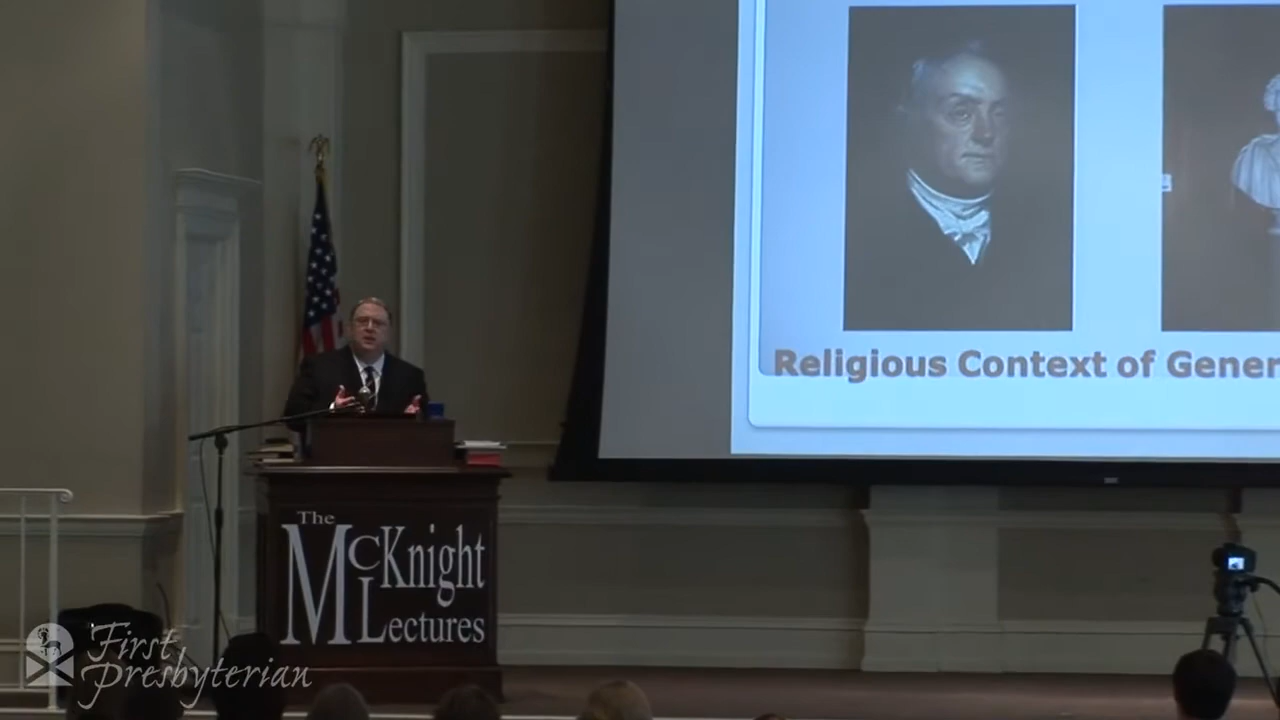 Religious Context of Gener
The
McKnight
Lectures
First
Presbyterian